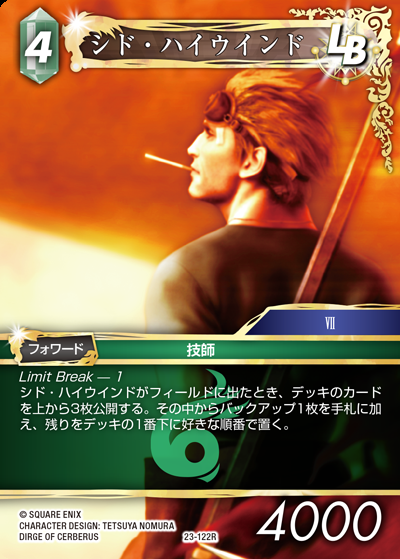 4
シド・ハイウインド
LB
VII
フォワード
技師
Limit Break — 1
シド・ハイウインドがフィールドに出たとき、デッキのカード
を上から3枚公開する。その中からバックアップ1枚を手札に加
え、残りをデッキの1番下に好きな順番で置く。
© SQUARE ENIX
CHARACTER DESIGN: TETSUYA NOMURA
DIRGE OF CERBERUS
23-122R
4000